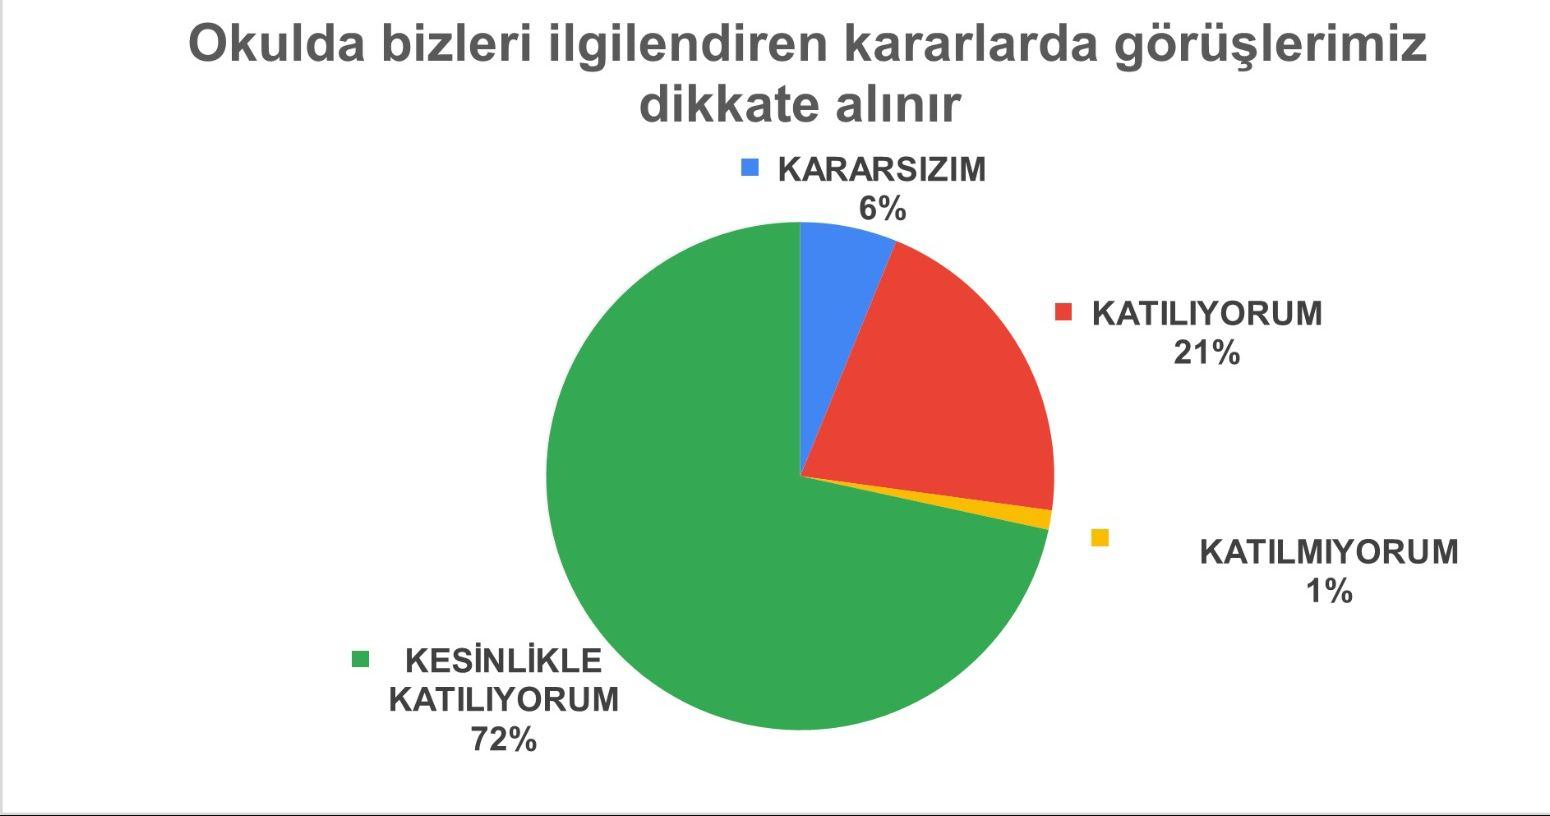 Okulda bizleri ilgilendiren kararlarda görüşlerimiz
dikkate alınır
KARARSIZIM
6%
KATILIYORUM
21%
KATILMIYORUM
1%
KESİNLİKLE
KATILIYORUM
72%